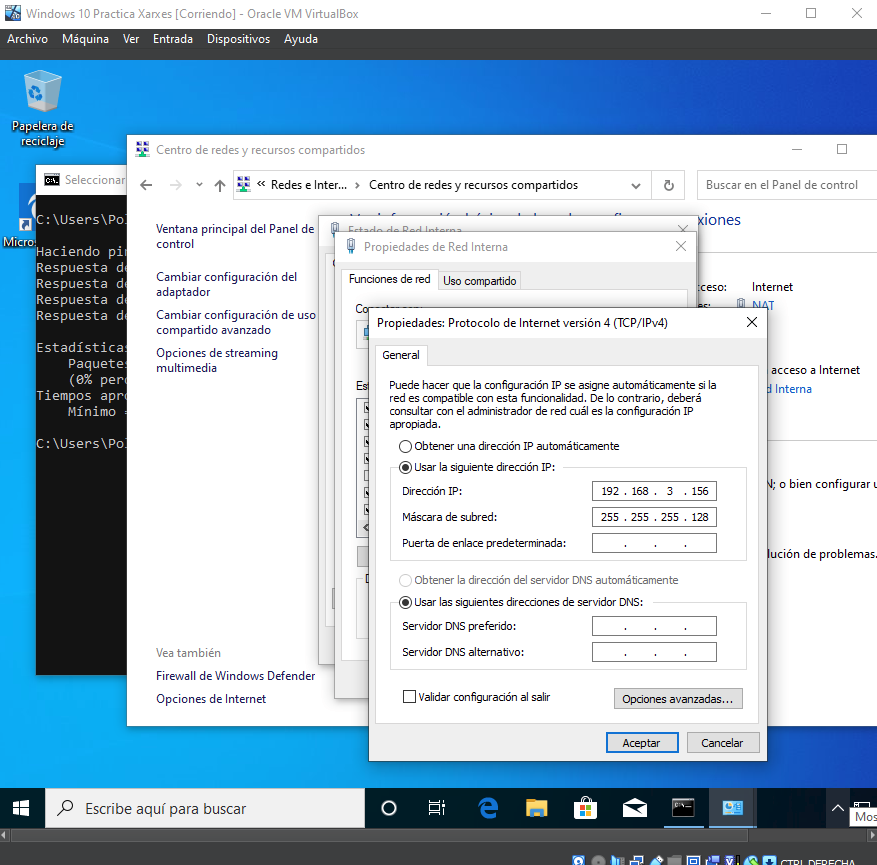 Windows 10 Practica Xarxes [Corriendo] - Oracle VM VirtualBox
Archivo Máquina Ver Entrada Dispositivos Ayuda
Papelera de
reciclaje
Micros
Seleccionar
C:\Users\Pol
Haciendo pin
Respuesta de
Respuesta de
Respuesta de
Respuesta de
Estadísticas
Paquetes
(0% perd
Tiempos apro
Mínimo =
C:\Users\Pol
Centro de redes y recursos compartidos
« Redes e Inter... > Centro de redes y recursos compartidos
Buscar en el Panel de control
Ventana principal del Panel de
control
Cambiar configuración del
adaptador
Cambiar configuración de uso
compartido avanzado
Opciones de streaming
multimedia
Vea también
Firewall de Windows Defender
Opciones de Internet
xiones
ceso: Internet
es: NAT
acceso a Internet
d Interna
N; o bien configurar u
lución de problemas.
Estado de Red Interna
Propiedades de Red Interna
Funciones de red Uso compartido
Propiedades: Protocolo de Internet versión 4 (TCP/IPv4)
General
Puede hacer que la configuración IP se asigne automáticamente si la
red es compatible con esta funcionalidad. De lo contrario, deberá
consultar con el administrador de red cuál es la configuración IP
apropiada.
Obtener una dirección IP automáticamente
Usar la siguiente dirección IP:
Dirección IP: 192 . 168 . 3 . 156
Máscara de subred: 255 . 255 . 255 . 128
Puerta de enlace predeterminada: . . .
Obtener la dirección del servidor DNS automáticamente
Usar las siguientes direcciones de servidor DNS:
Servidor DNS preferido: . . .
Servidor DNS alternativo: . . .
Validar configuración al salir
Opciones avanzadas...
Aceptar Cancelar
Escribe aquí para buscar
Mos
CTRL DERECHA